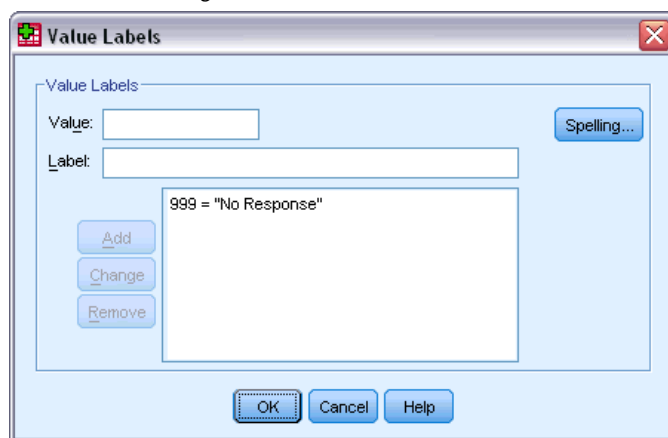 Value Labels
Value Labels
Value:
Spelling...
Label:
999 = "No Response"
Add
Change
Remove
OK Cancel Help